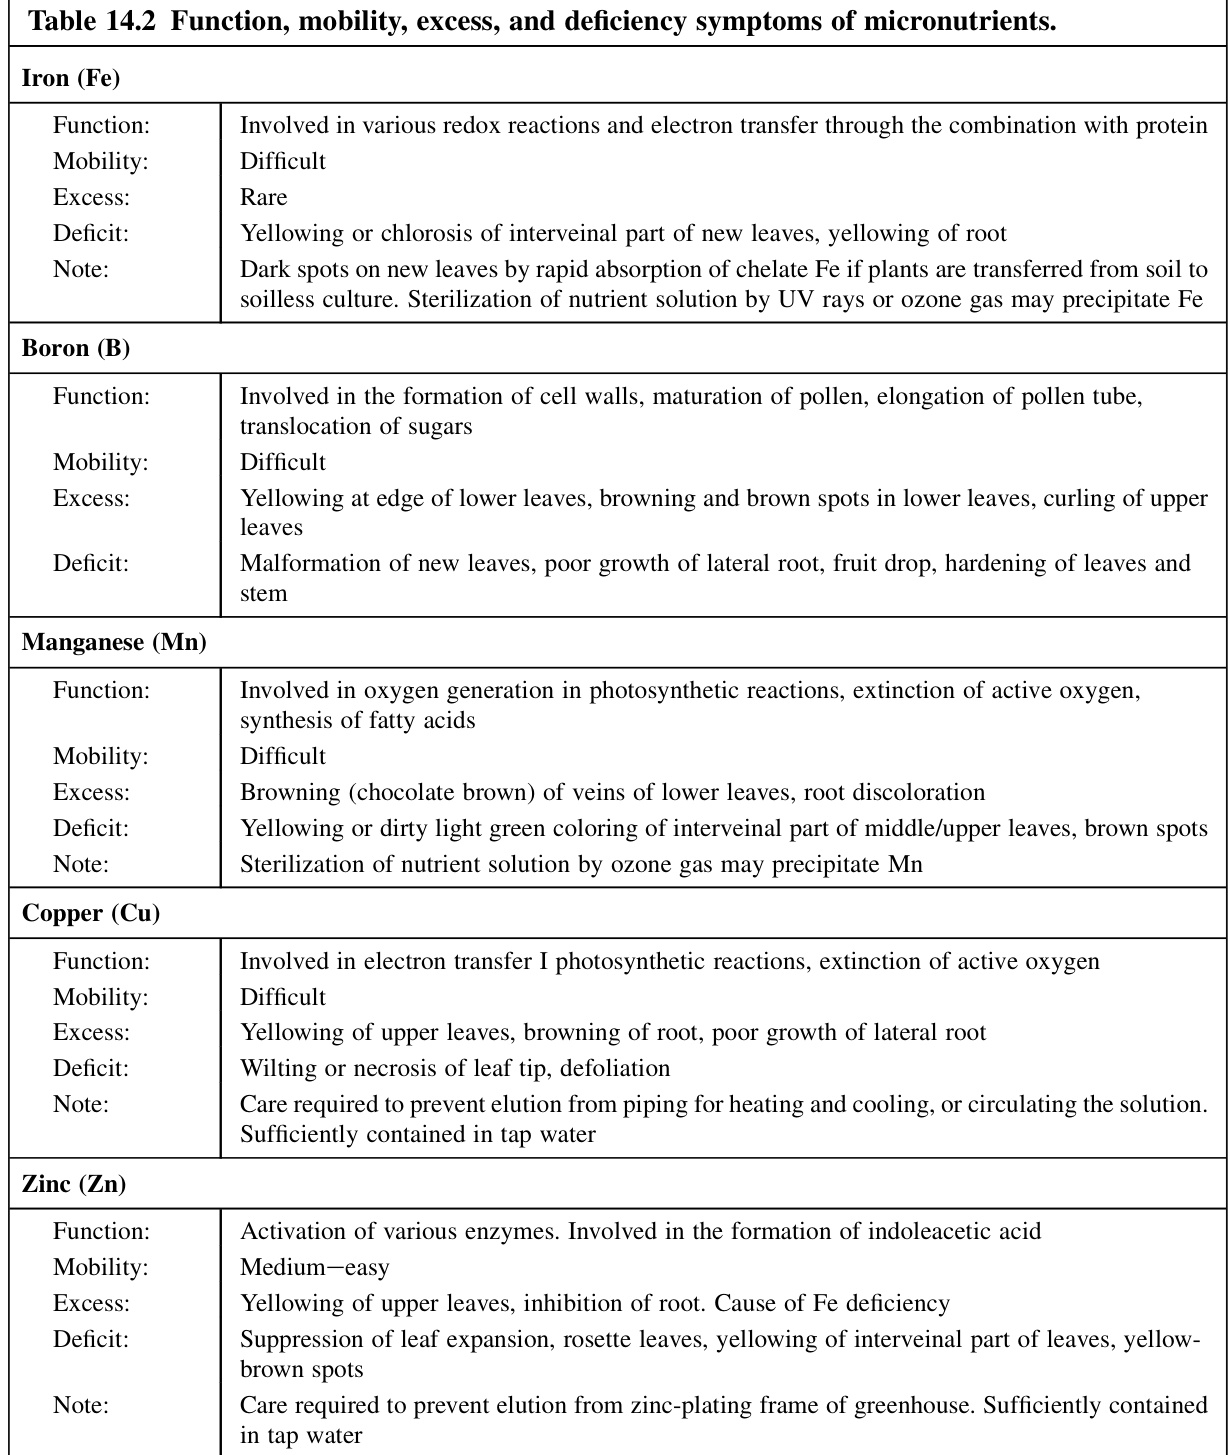 Table 14.2 Function, mobility, excess, and deficiency symptoms of micronutrients.
Iron (Fe)
Function: Involved in various redox reactions and electron transfer through the combination with protein
Mobility: Difficult
Excess: Rare
Deficit: Yellowing or chlorosis of interveinal part of new leaves, yellowing of root
Note: Dark spots on new leaves by rapid absorption of chelate Fe if plants are transferred from soil to
soilless culture. Sterilization of nutrient solution by UV rays or ozone gas may precipitate Fe
Boron (B)
Function: Involved in the formation of cell walls, maturation of pollen, elongation of pollen tube,
translocation of sugars
Mobility: Difficult
Excess: Yellowing at edge of lower leaves, browning and brown spots in lower leaves, curling of upper
leaves
Deficit: Malformation of new leaves, poor growth of lateral root, fruit drop, hardening of leaves and
stem
Manganese (Mn)
Function: Involved in oxygen generation in photosynthetic reactions, extinction of active oxygen,
synthesis of fatty acids
Mobility: Difficult
Excess: Browning (chocolate brown) of veins of lower leaves, root discoloration
Deficit: Yellowing or dirty light green coloring of interveinal part of middle/upper leaves, brown spots
Note: Sterilization of nutrient solution by ozone gas may precipitate Mn
Copper (Cu)
Function: Involved in electron transfer I photosynthetic reactions, extinction of active oxygen
Mobility: Difficult
Excess: Yellowing of upper leaves, browning of root, poor growth of lateral root
Deficit: Wilting or necrosis of leaf tip, defoliation
Note: Care required to prevent elution from piping for heating and cooling, or circulating the solution.
Sufficiently contained in tap water
Zinc (Zn)
Function: Activation of various enzymes. Involved in the formation of indoleacetic acid
Mobility: Medium−easy
Excess: Yellowing of upper leaves, inhibition of root. Cause of Fe deficiency
Deficit: Suppression of leaf expansion, rosette leaves, yellowing of interveinal part of leaves, yellow-
brown spots
Note: Care required to prevent elution from zinc-plating frame of greenhouse. Sufficiently contained
in tap water